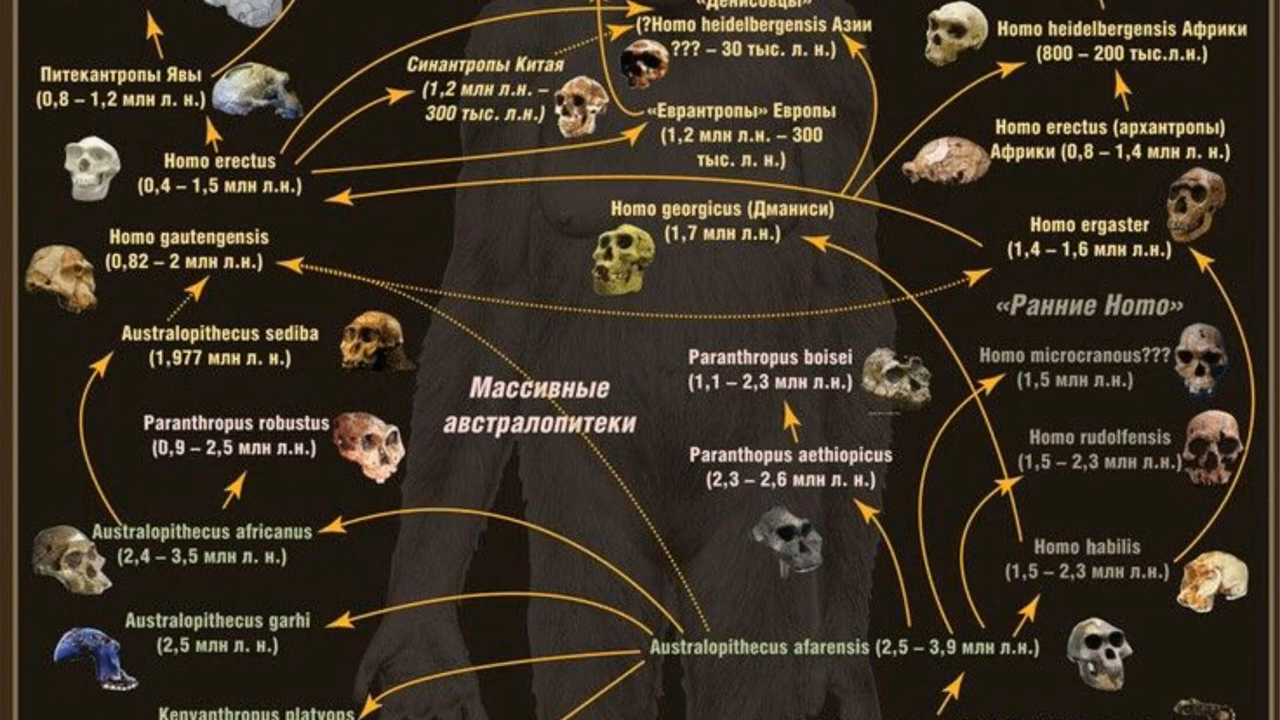 «Денисовцы»
(?Homo heidelbergensis Азии
??? – 30 тыс. л. н.)
Homo heidelbergensis Африки
(800 – 200 тыс.л.н.)
Питекантропы Явы
(0,8 – 1,2 млн л. н.)
Синантропы Китая
(1,2 млн л.н. –
300 тыс. л.н.)
«Еврантропы» Европы
(1,2 млн л.н. – 300
тыс. л. н.)
Homo erectus (архантропы)
Африки (0,8 – 1,4 млн л. н.)
Homo erectus
(0,4 – 1,5 млн л.н.)
Homo georgicus (Дманиси)
(1,7 млн л.н.)
Homo ergaster
(1,4 – 1,6 млн л.н.)
Homo gautengensis
(0,82 – 2 млн л.н.)
«Ранние Homo»
Australopithecus sediba
(1,977 млн л. н.)
Paranthropus boisei
(1,1 – 2,3 млн л.н.)
Homo microcranous???
(1,5 млн л.н.)
Массивные
австралопитеки
Paranthropus robustus
(0,9 – 2,5 млн л.н.)
Paranthopus aethiopicus
(2,3 – 2,6 млн л. н.)
Homo rudolfensis
(1,5 – 2,3 млн л.н.)
Australopithecus africanus
(2,4 – 3,5 млн л. н.)
Homo habilis
(1,5 – 2,3 млн л.н.)
Australopithecus garhi
(2,5 млн л. н.)
Australopithecus afarensis (2,5 – 3,9 млн л.н.)
Kenyanthropus platyops